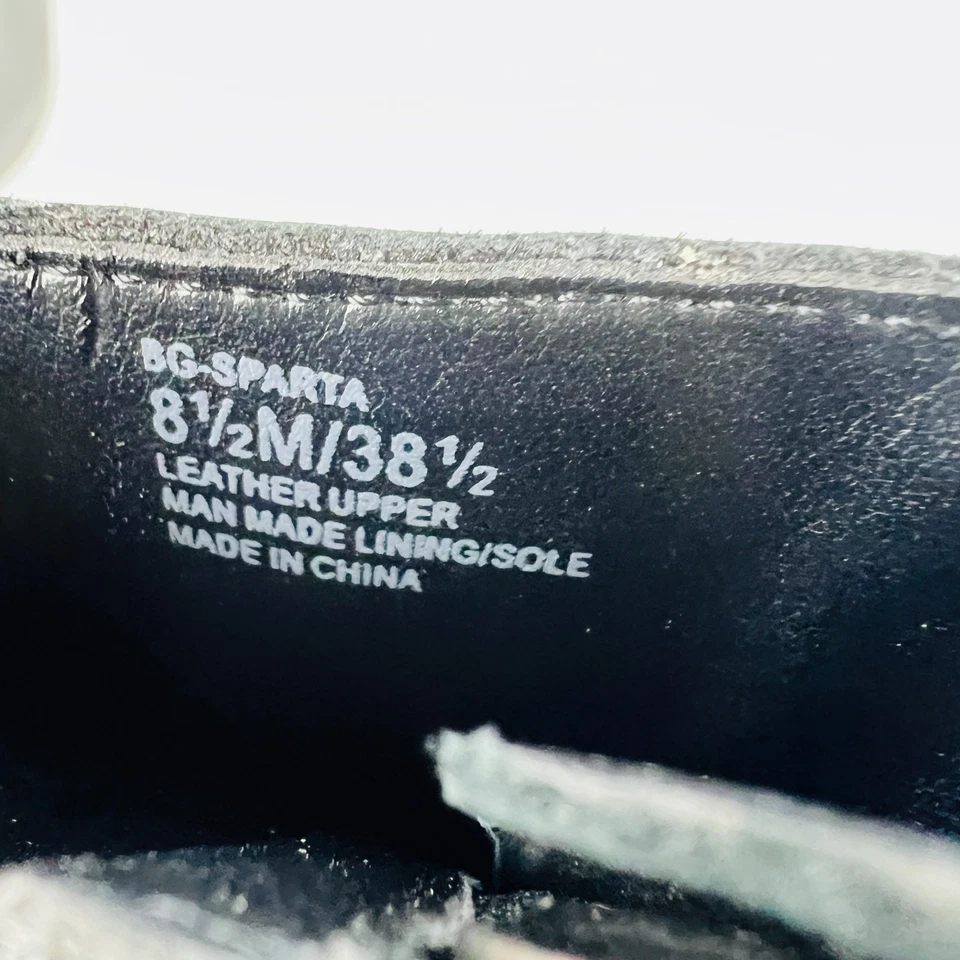 BG-SPARTA
8½M/38½
LEATHER UPPER
MAN MADE LINING/SOLE
MADE IN CHINA